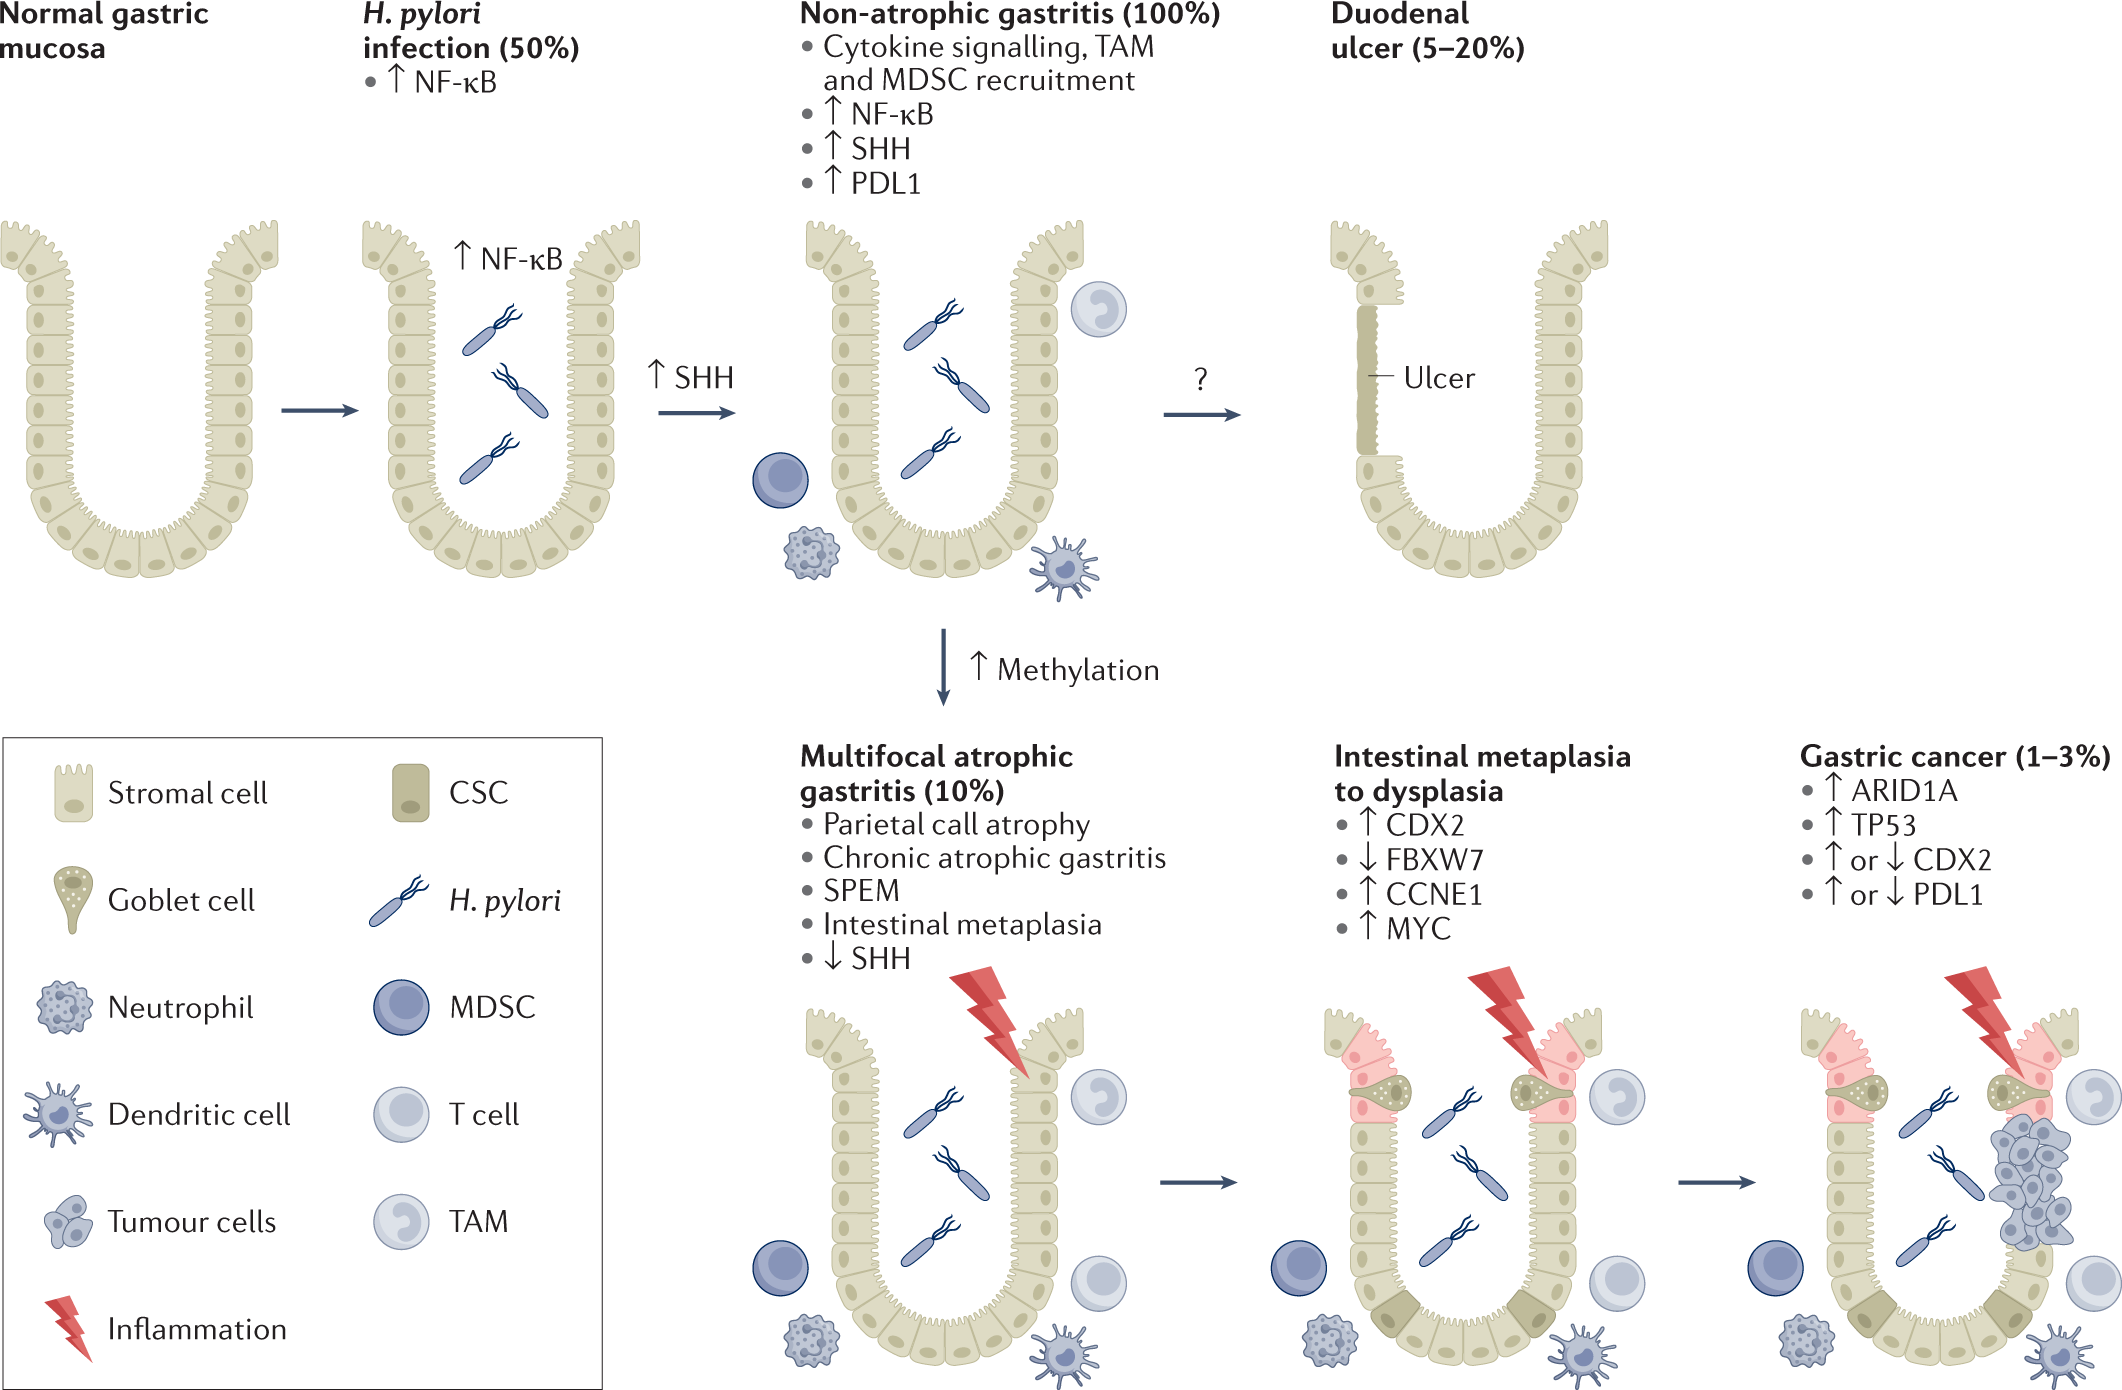 Normal gastric
mucosa
H. pylori
infection (50%)
• ↑ NF-κB
Non-atrophic gastritis (100%)
• Cytokine signalling, TAM
and MDSC recruitment
• ↑ NF-κB
• ↑ SHH
• ↑ PDL1
Duodenal
ulcer (5–20%)
↑ NF-κB
↑ SHH
?
Ulcer
↑ Methylation
Stromal cell
CSC
Goblet cell
H. pylori
Neutrophil
MDSC
Dendritic cell
T cell
Tumour cells
TAM
Inflammation
Multifocal atrophic
gastritis (10%)
• Parietal call atrophy
• Chronic atrophic gastritis
• SPEM
• Intestinal metaplasia
• ↓ SHH
Intestinal metaplasia
to dysplasia
• ↑ CDX2
• ↓ FBXW7
• ↑ CCNE1
• ↑ MYC
Gastric cancer (1–3%)
• ↑ ARID1A
• ↑ TP53
• ↑ or ↓ CDX2
• ↑ or ↓ PDL1